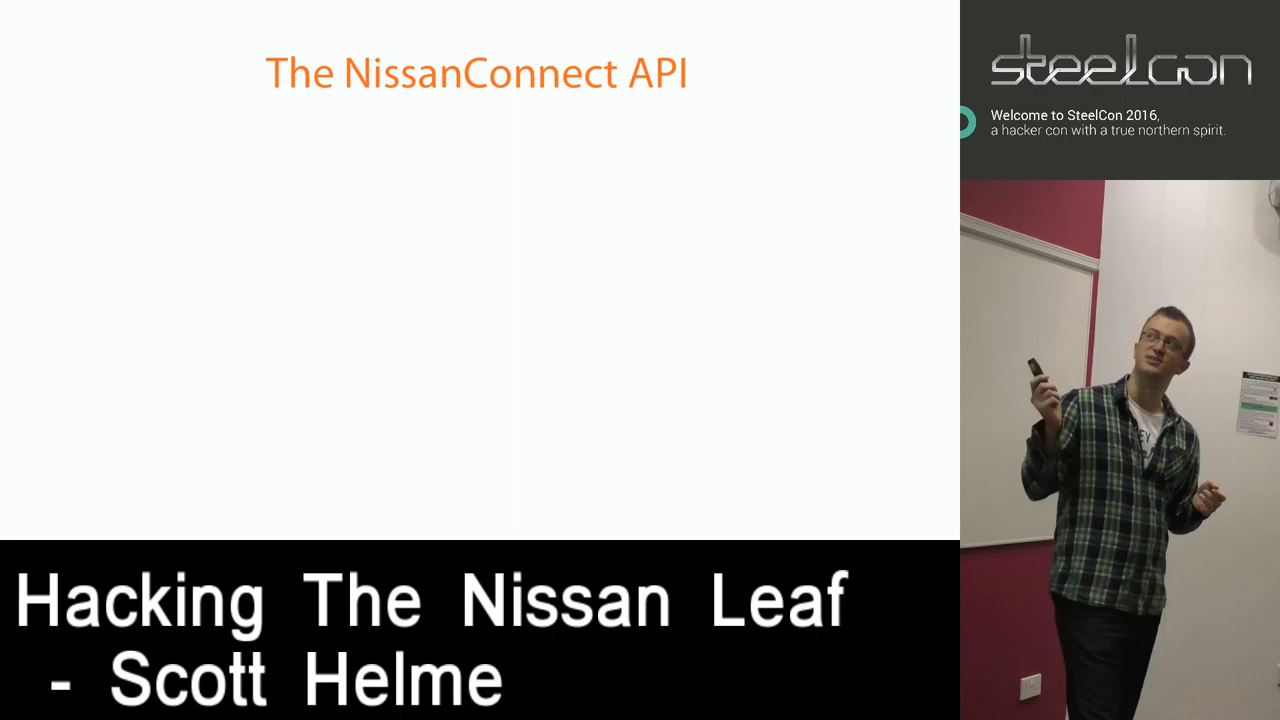 The NissanConnect API
steelcon
Welcome to SteelCon 2016,
a hacker con with a true northern spirit.
Hacking The Nissan Leaf
- Scott Helme